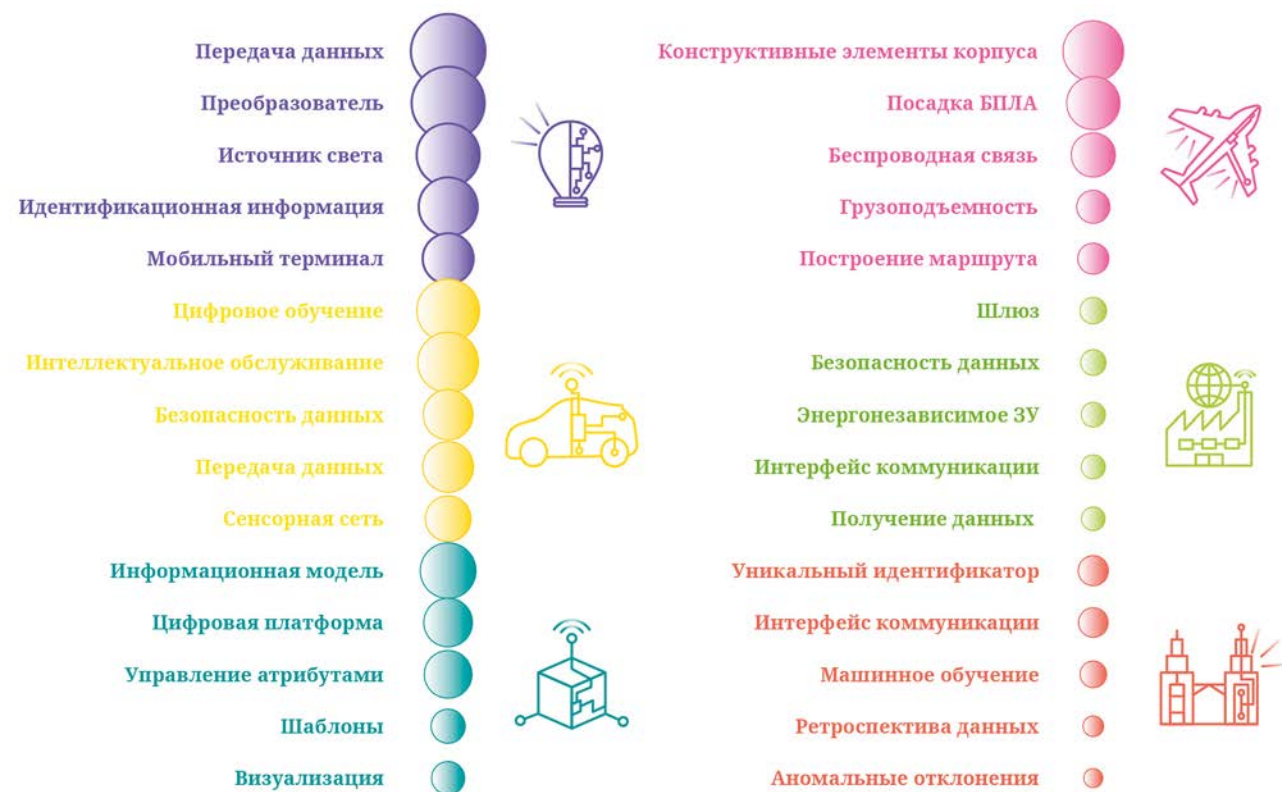 Передача данных
Преобразователь
Источник света
Идентификационная информация
Мобильный терминал
Цифровое обучение
Интеллектуальное обслуживание
Безопасность данных
Передача данных
Сенсорная сеть
Информационная модель
Цифровая платформа
Управление атрибутами
Шаблоны
Визуализация
Конструктивные элементы корпуса
Посадка БПЛА
Беспроводная связь
Грузоподъемность
Построение маршрута
Шлюз
Безопасность данных
Энергонезависимое ЗУ
Интерфейс коммуникации
Получение данных
Уникальный идентификатор
Интерфейс коммуникации
Машинное обучение
Ретроспектива данных
Аномальные отклонения